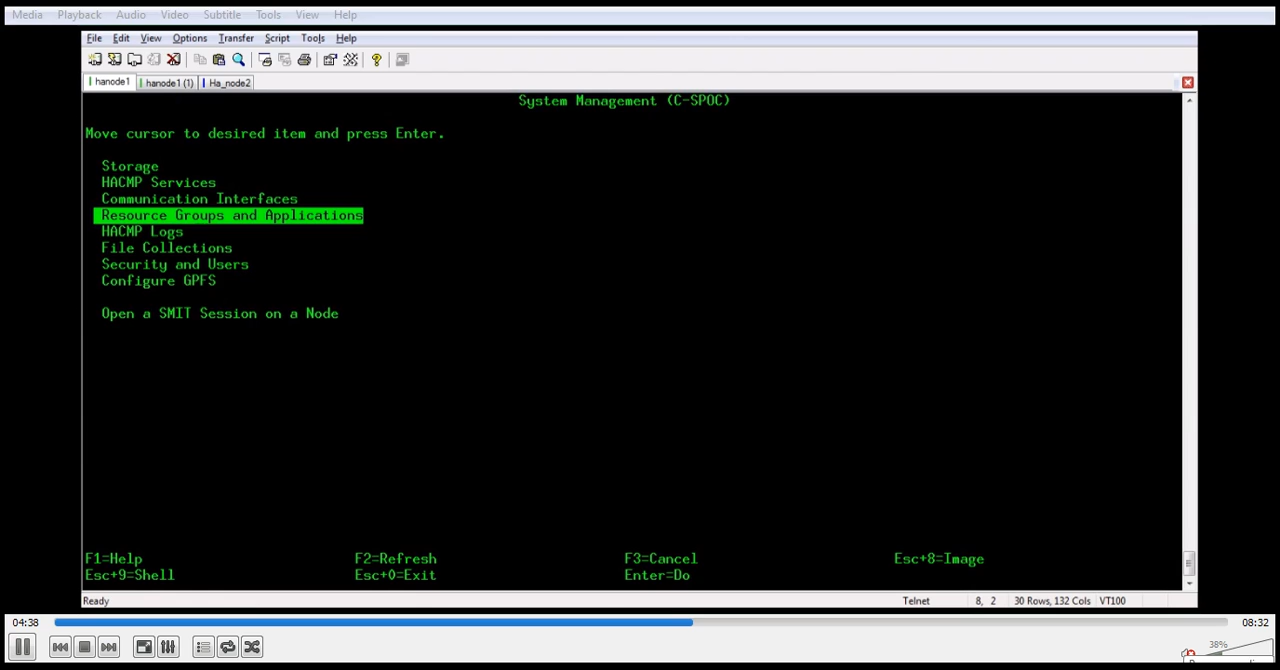 Media Playback Audio Video Subtitle Tools View Help
File Edit View Options Transfer Script Tools Help
hanode1 hanode1 (1) Ha_node2
System Management (C-SPOC)
Move cursor to desired item and press Enter.
Storage
HACMP Services
Communication Interfaces
Resource Groups and Applications
HACMP Logs
File Collections
Security and Users
Configure GPFS
Open a SMIT Session on a Node
F1=Help F2=Refresh F3=Cancel Esc+8=Image
Esc+9=Shell Esc+0=Exit Enter=Do
Ready Telnet 8, 2 30 Rows, 132 Cols VT100
04:38 08:32
38%